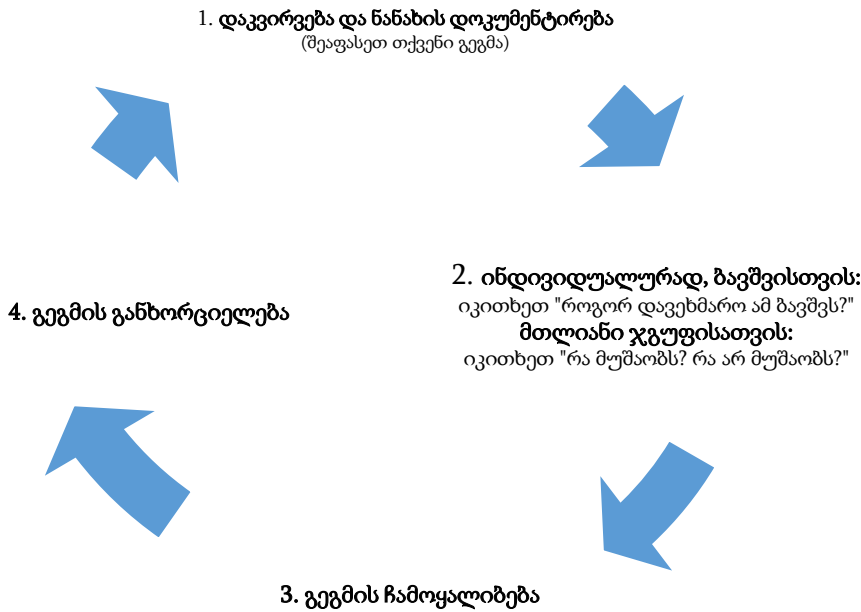 1. დაკვირვება და ნანახის დოკუმენტირება
(შეაფასეთ თქვენი გეგმა)
2. ინდივიდუალურად, ბავშვისთვის:
იკითხეთ "როგორ დავეხმარო ამ ბავშვს?"
მთლიანი ჯგუფისათვის:
იკითხეთ "რა მუშაობს? რა არ მუშაობს?"
4. გეგმის განხორციელება
3. გეგმის ჩამოყალიბება